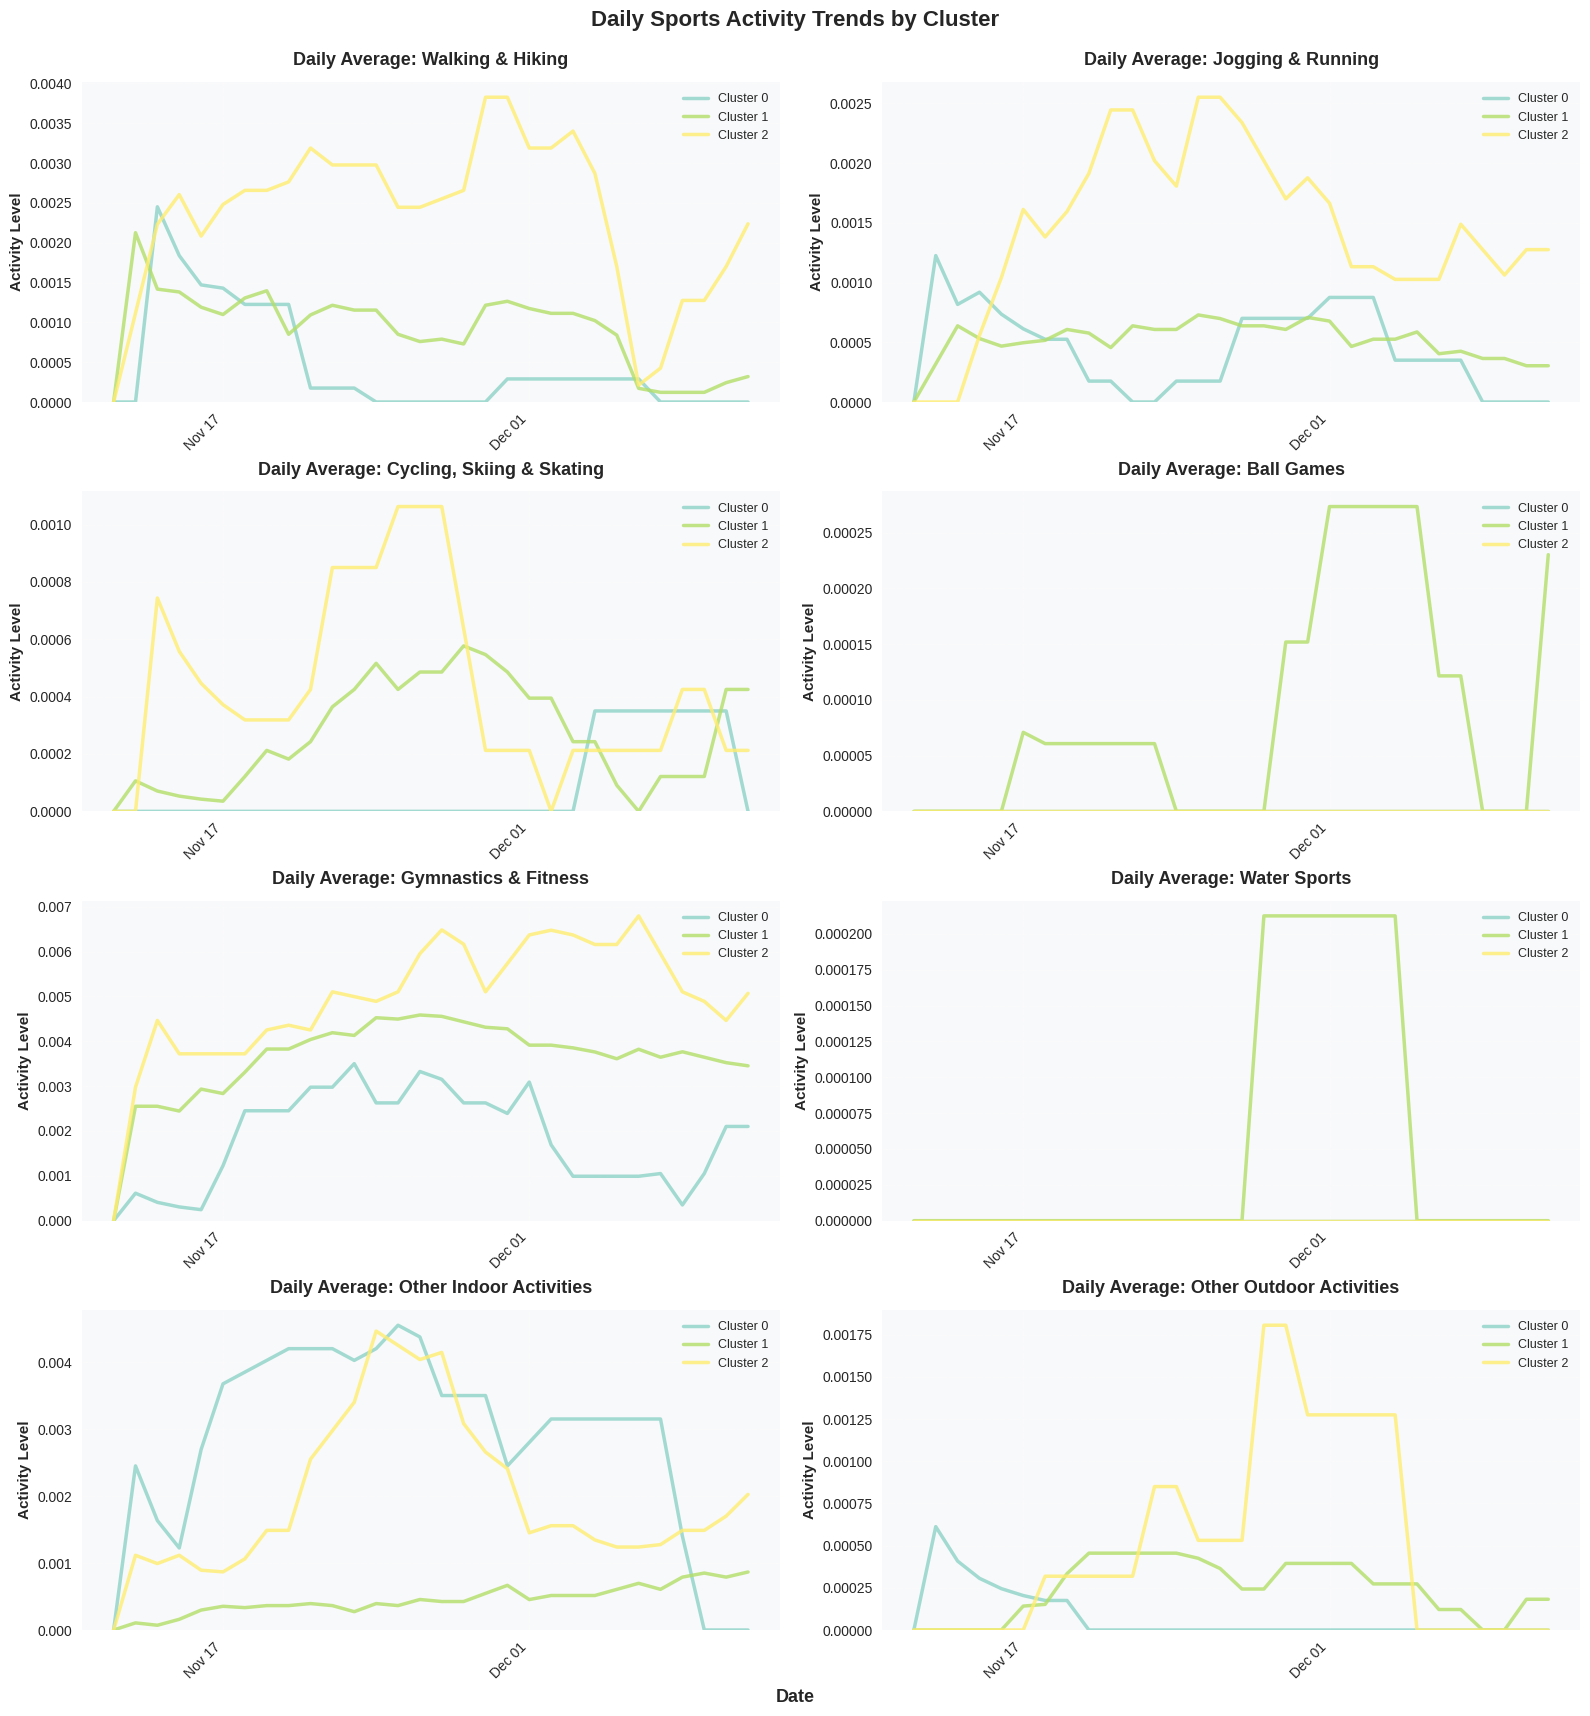 Daily Sports Activity Trends by Cluster
Daily Average: Walking & Hiking
Activity Level
0.0040
0.0035
0.0030
0.0025
0.0020
0.0015
0.0010
0.0005
0.0000
Cluster 0
Cluster 1
Cluster 2
Nov 17
Dec 01
Daily Average: Jogging & Running
Activity Level
0.0025
0.0020
0.0015
0.0010
0.0005
0.0000
Cluster 0
Cluster 1
Cluster 2
Nov 17
Dec 01
Daily Average: Cycling, Skiing & Skating
Activity Level
0.0010
0.0008
0.0006
0.0004
0.0002
0.0000
Cluster 0
Cluster 1
Cluster 2
Nov 17
Dec 01
Daily Average: Ball Games
Activity Level
0.00025
0.00020
0.00015
0.00010
0.00005
0.00000
Cluster 0
Cluster 1
Cluster 2
Nov 17
Dec 01
Daily Average: Gymnastics & Fitness
Activity Level
0.007
0.006
0.005
0.004
0.003
0.002
0.001
0.000
Cluster 0
Cluster 1
Cluster 2
Nov 17
Dec 01
Daily Average: Water Sports
Activity Level
0.000200
0.000175
0.000150
0.000125
0.000100
0.000075
0.000050
0.000025
0.000000
Cluster 0
Cluster 1
Cluster 2
Nov 17
Dec 01
Daily Average: Other Indoor Activities
Activity Level
0.004
0.003
0.002
0.001
0.000
Cluster 0
Cluster 1
Cluster 2
Nov 17
Dec 01
Daily Average: Other Outdoor Activities
Activity Level
0.00175
0.00150
0.00125
0.00100
0.00075
0.00050
0.00025
0.00000
Cluster 0
Cluster 1
Cluster 2
Nov 17
Dec 01
Date